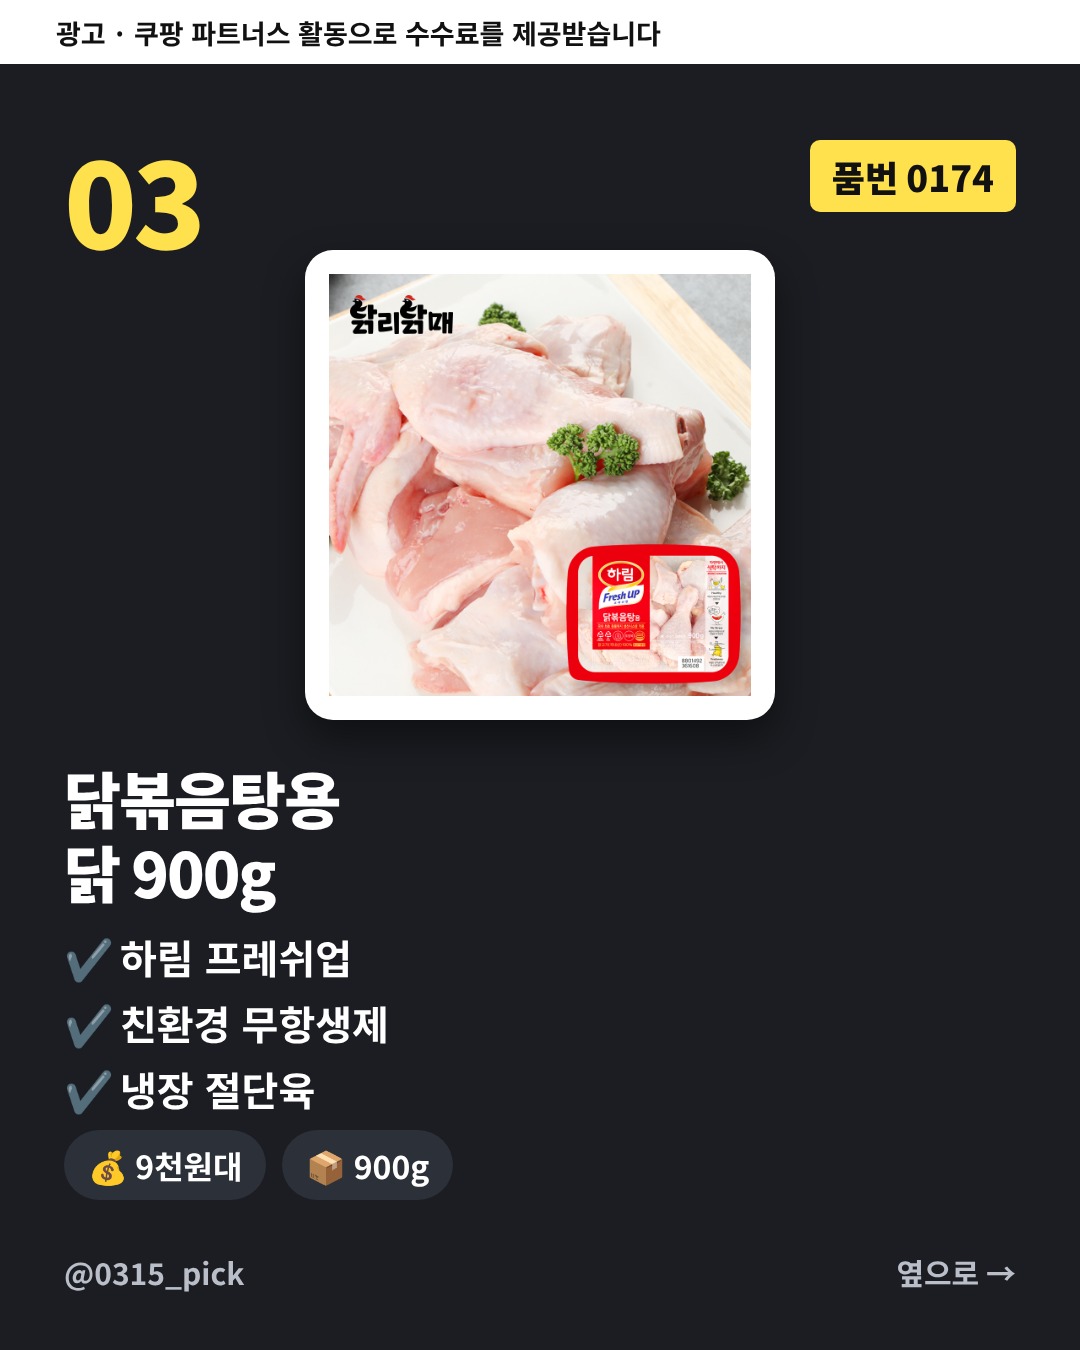 광고 · 쿠팡 파트너스 활동으로 수수료를 제공받습니다
03
품번 0174
닭리닭매
하림
Fresh UP
닭볶음탕용
900g
닭볶음탕용
닭 900g
✔ 하림 프레쉬업
✔ 친환경 무항생제
✔ 냉장 절단육
💰 9천원대
📦 900g
@0315_pick
옆으로 →